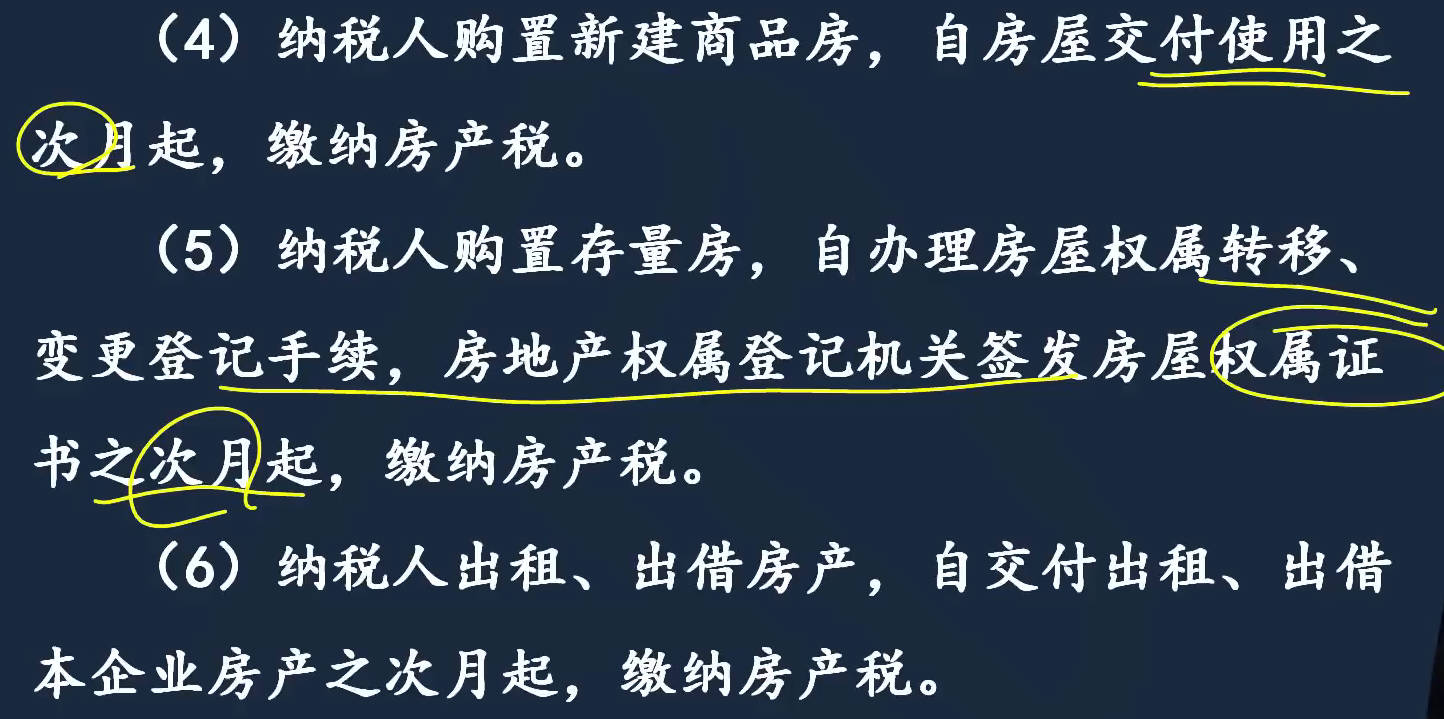 （4）纳税人购置新建商品房，自房屋交付使用之
次月起，缴纳房产税。
（5）纳税人购置存量房，自办理房屋权属转移、
变更登记手续，房地产权属登记机关签发房屋权属证
书之次月起，缴纳房产税。
（6）纳税人出租、出借房产，自交付出租、出借
本企业房产之次月起，缴纳房产税。